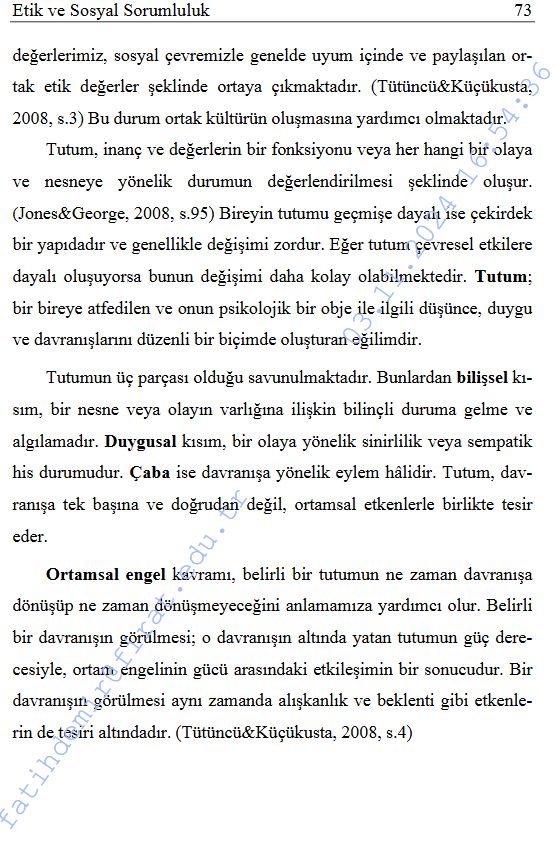 Etik ve Sosyal Sorumluluk 73
değerlerimiz, sosyal çevremizle genelde uyum içinde ve paylaşılan or-
tak etik değerler şeklinde ortaya çıkmaktadır. (Tütüncü&Küçükusta,
2008, s.3) Bu durum ortak kültürün oluşmasına yardımcı olmaktadır.
Tutum, inanç ve değerlerin bir fonksiyonu veya her hangi bir olaya
ve nesneye yönelik durumun değerlendirilmesi şeklinde oluşur.
(Jones&George, 2008, s.95) Bireyin tutumu geçmişe dayalı ise çekirdek
bir yapıdadır ve genellikle değişimi zordur. Eğer tutum çevresel etkilere
dayalı oluşuyorsa bunun değişimi daha kolay olabilmektedir. Tutum;
bir bireye atfedilen ve onun psikolojik bir obje ile ilgili düşünce, duygu
ve davranışlarını düzenli bir biçimde oluşturan eğilimdir.
Tutumun üç parçası olduğu savunulmaktadır. Bunlardan bilişsel kı-
sım, bir nesne veya olayın varlığına ilişkin bilinçli duruma gelme ve
algılamadır. Duygusal kısım, bir olaya yönelik sinirlilik veya sempatik
his durumudur. Çaba ise davranışa yönelik eylem hâlidir. Tutum, dav-
ranışa tek başına ve doğrudan değil, ortamsal etkenlerle birlikte tesir
eder.
Ortamsal engel kavramı, belirli bir tutumun ne zaman davranışa
dönüşüp ne zaman dönüşmeyeceğini anlamamıza yardımcı olur. Belirli
bir davranışın görülmesi; o davranışın altında yatan tutumun güç dere-
cesiyle, ortam engelinin gücü arasındaki etkileşimin bir sonucudur. Bir
davranışın görülmesi aynı zamanda alışkanlık ve beklenti gibi etkenle-
rin de tesiri altındadır. (Tütüncü&Küçükusta, 2008, s.4)
fatihdemir@firat.edu.tr 03.11.2024 16:54:36